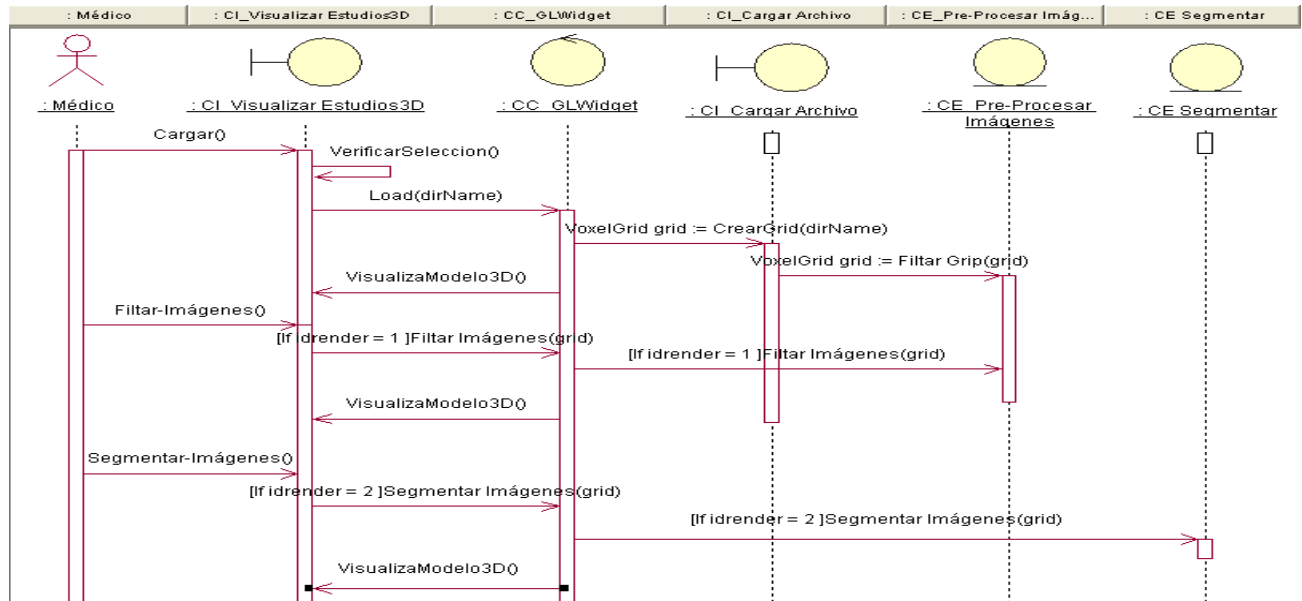 : Médico
: CI_Visualizar Estudios3D
: CC_GLWidget
: CI_Cargar Archivo
: CE_Pre-Procesar Imág...
: CE Segmentar
: Médico
: CI_Visualizar Estudios3D
: CC_GLWidget
: CI_Cargar Archivo
: CE_Pre-Procesar
Imágenes
: CE Segmentar
Cargar()
VerificarSeleccion()
Load(dirName)
VoxelGrid grid := CrearGrid(dirName)
VoxelGrid grid := Filtar Grip(grid)
VisualizaModelo3D()
Filtar-Imágenes()
[If idrender = 1 ]Filtar Imágenes(grid)
[If idrender = 1 ]Filtar Imágenes(grid)
VisualizaModelo3D()
Segmentar-Imágenes()
[If idrender = 2 ]Segmentar Imágenes(grid)
[If idrender = 2 ]Segmentar Imágenes(grid)
VisualizaModelo3D()